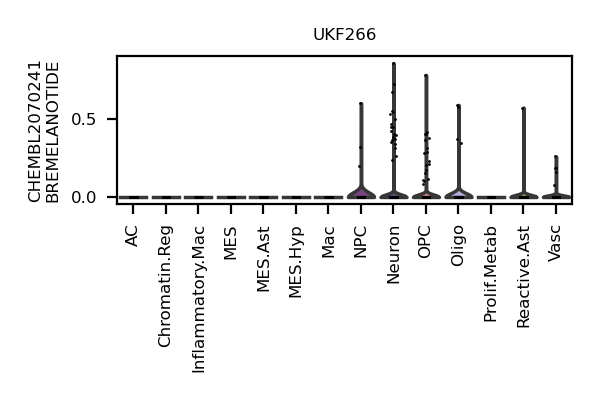 UKF266
CHEMBL2070241
BREMELANOTIDE
0.5
0.0
AC
Chromatin.Reg
Inflammatory.Mac
MES
MES.Ast
MES.Hyp
Mac
NPC
Neuron
OPC
Oligo
Prolif.Metab
Reactive.Ast
Vasc